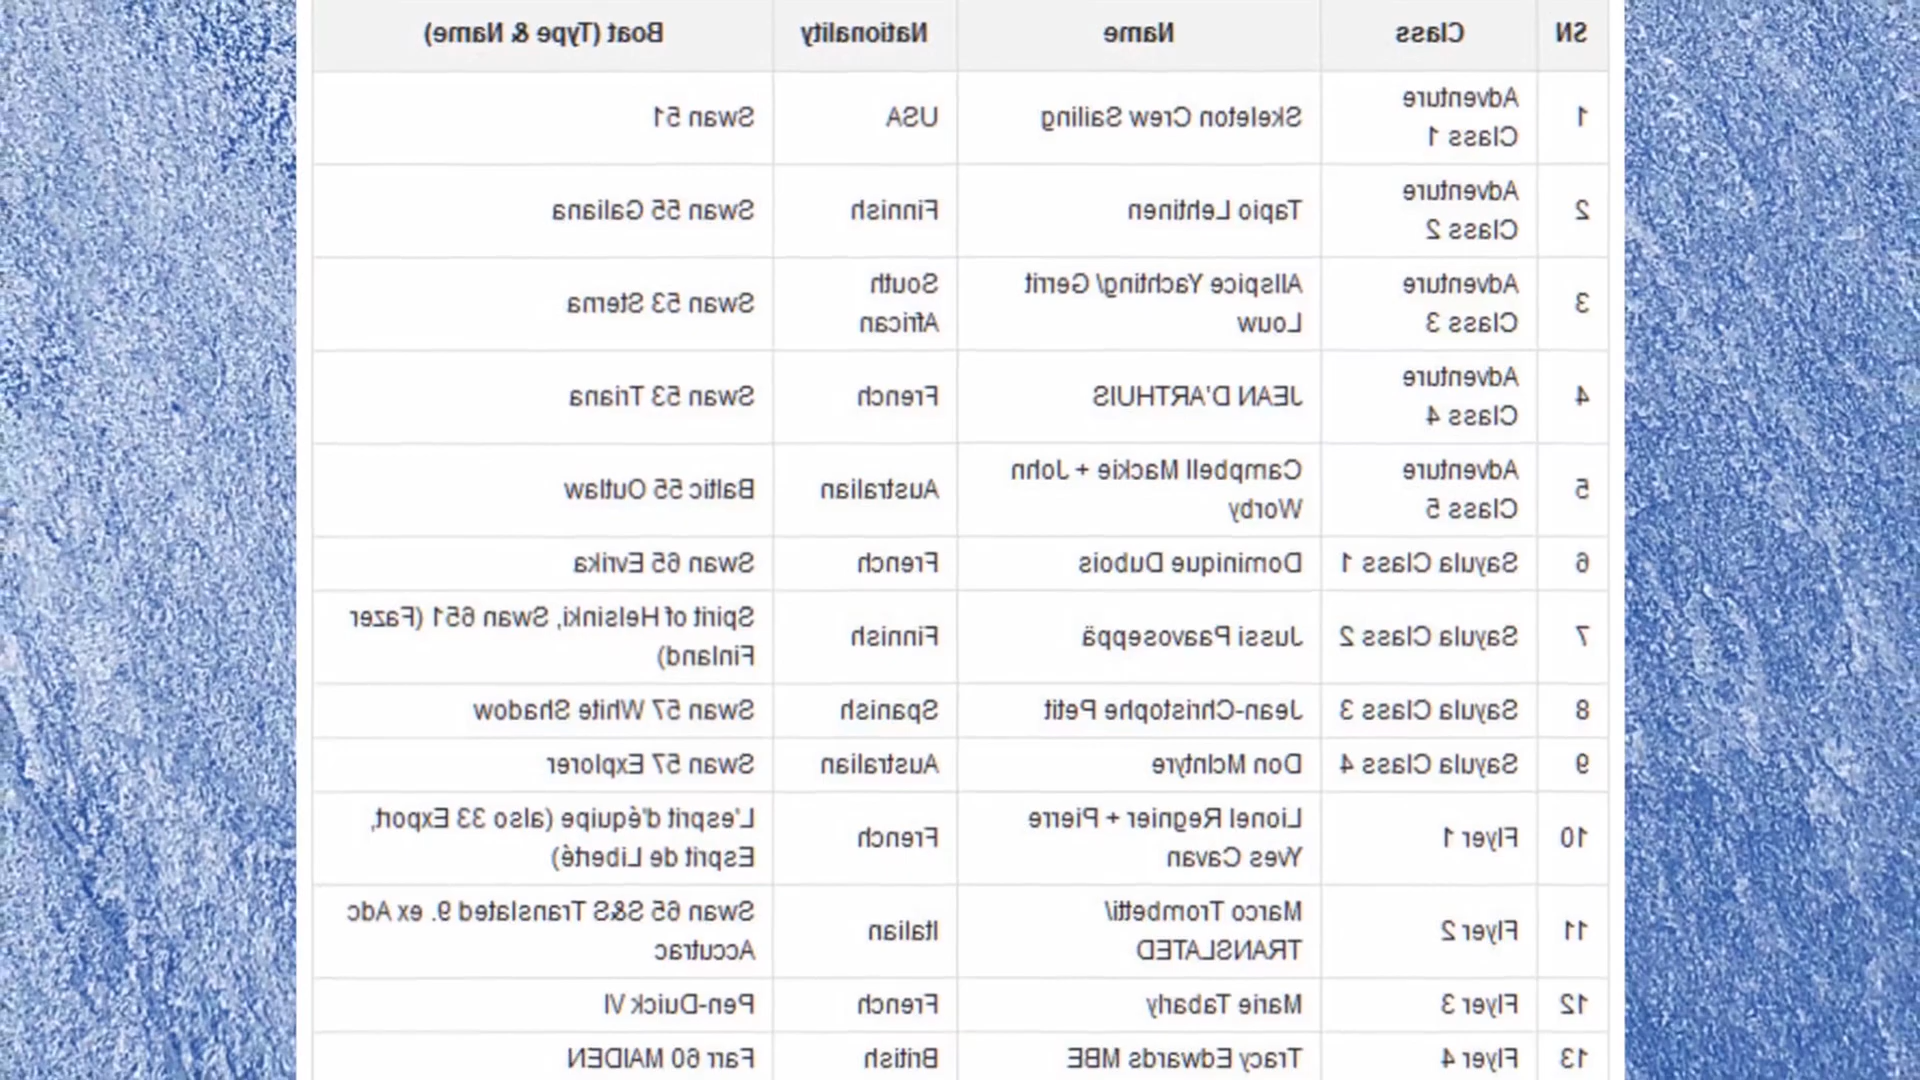 SN Class Name Nationality Boat (Type & Name)
1 Adventure Class 1 Skeleton Crew Sailing USA Swan 51
2 Adventure Class 2 Tapio Lehtinen Finnish Swan 55 Galiana
3 Adventure Class 3 Allspice Yachting/ Gerrit Louw South African Swan 53 Sterna
4 Adventure Class 4 JEAN D'ARTHUIS French Swan 53 Triana
5 Adventure Class 5 Campbell Mackie + John Worby Australian Baltic 55 Outlaw
6 Sayula Class 1 Dominique Dubois French Swan 65 Evrika
7 Sayula Class 2 Jussi Paavoseppä Finnish Spirit of Helsinki, Swan 651 (Fazer Finland)
8 Sayula Class 3 Jean-Christophe Petit Spanish Swan 57 White Shadow
9 Sayula Class 4 Don McIntyre Australian Swan 57 Explorer
10 Flyer 1 Lionel Regnier + Pierre Yves Cavan French L'esprit d'équipe (also 33 Export, Esprit de Liberté)
11 Flyer 2 Marco Trombetti/ TRANSLATED Italian Swan 65 S&S Translated 9. ex Adc Accutrac
12 Flyer 3 Marie Tabarly French Pen-Duick VI
13 Flyer 4 Tracy Edwards MBE British Farr 60 MAIDEN